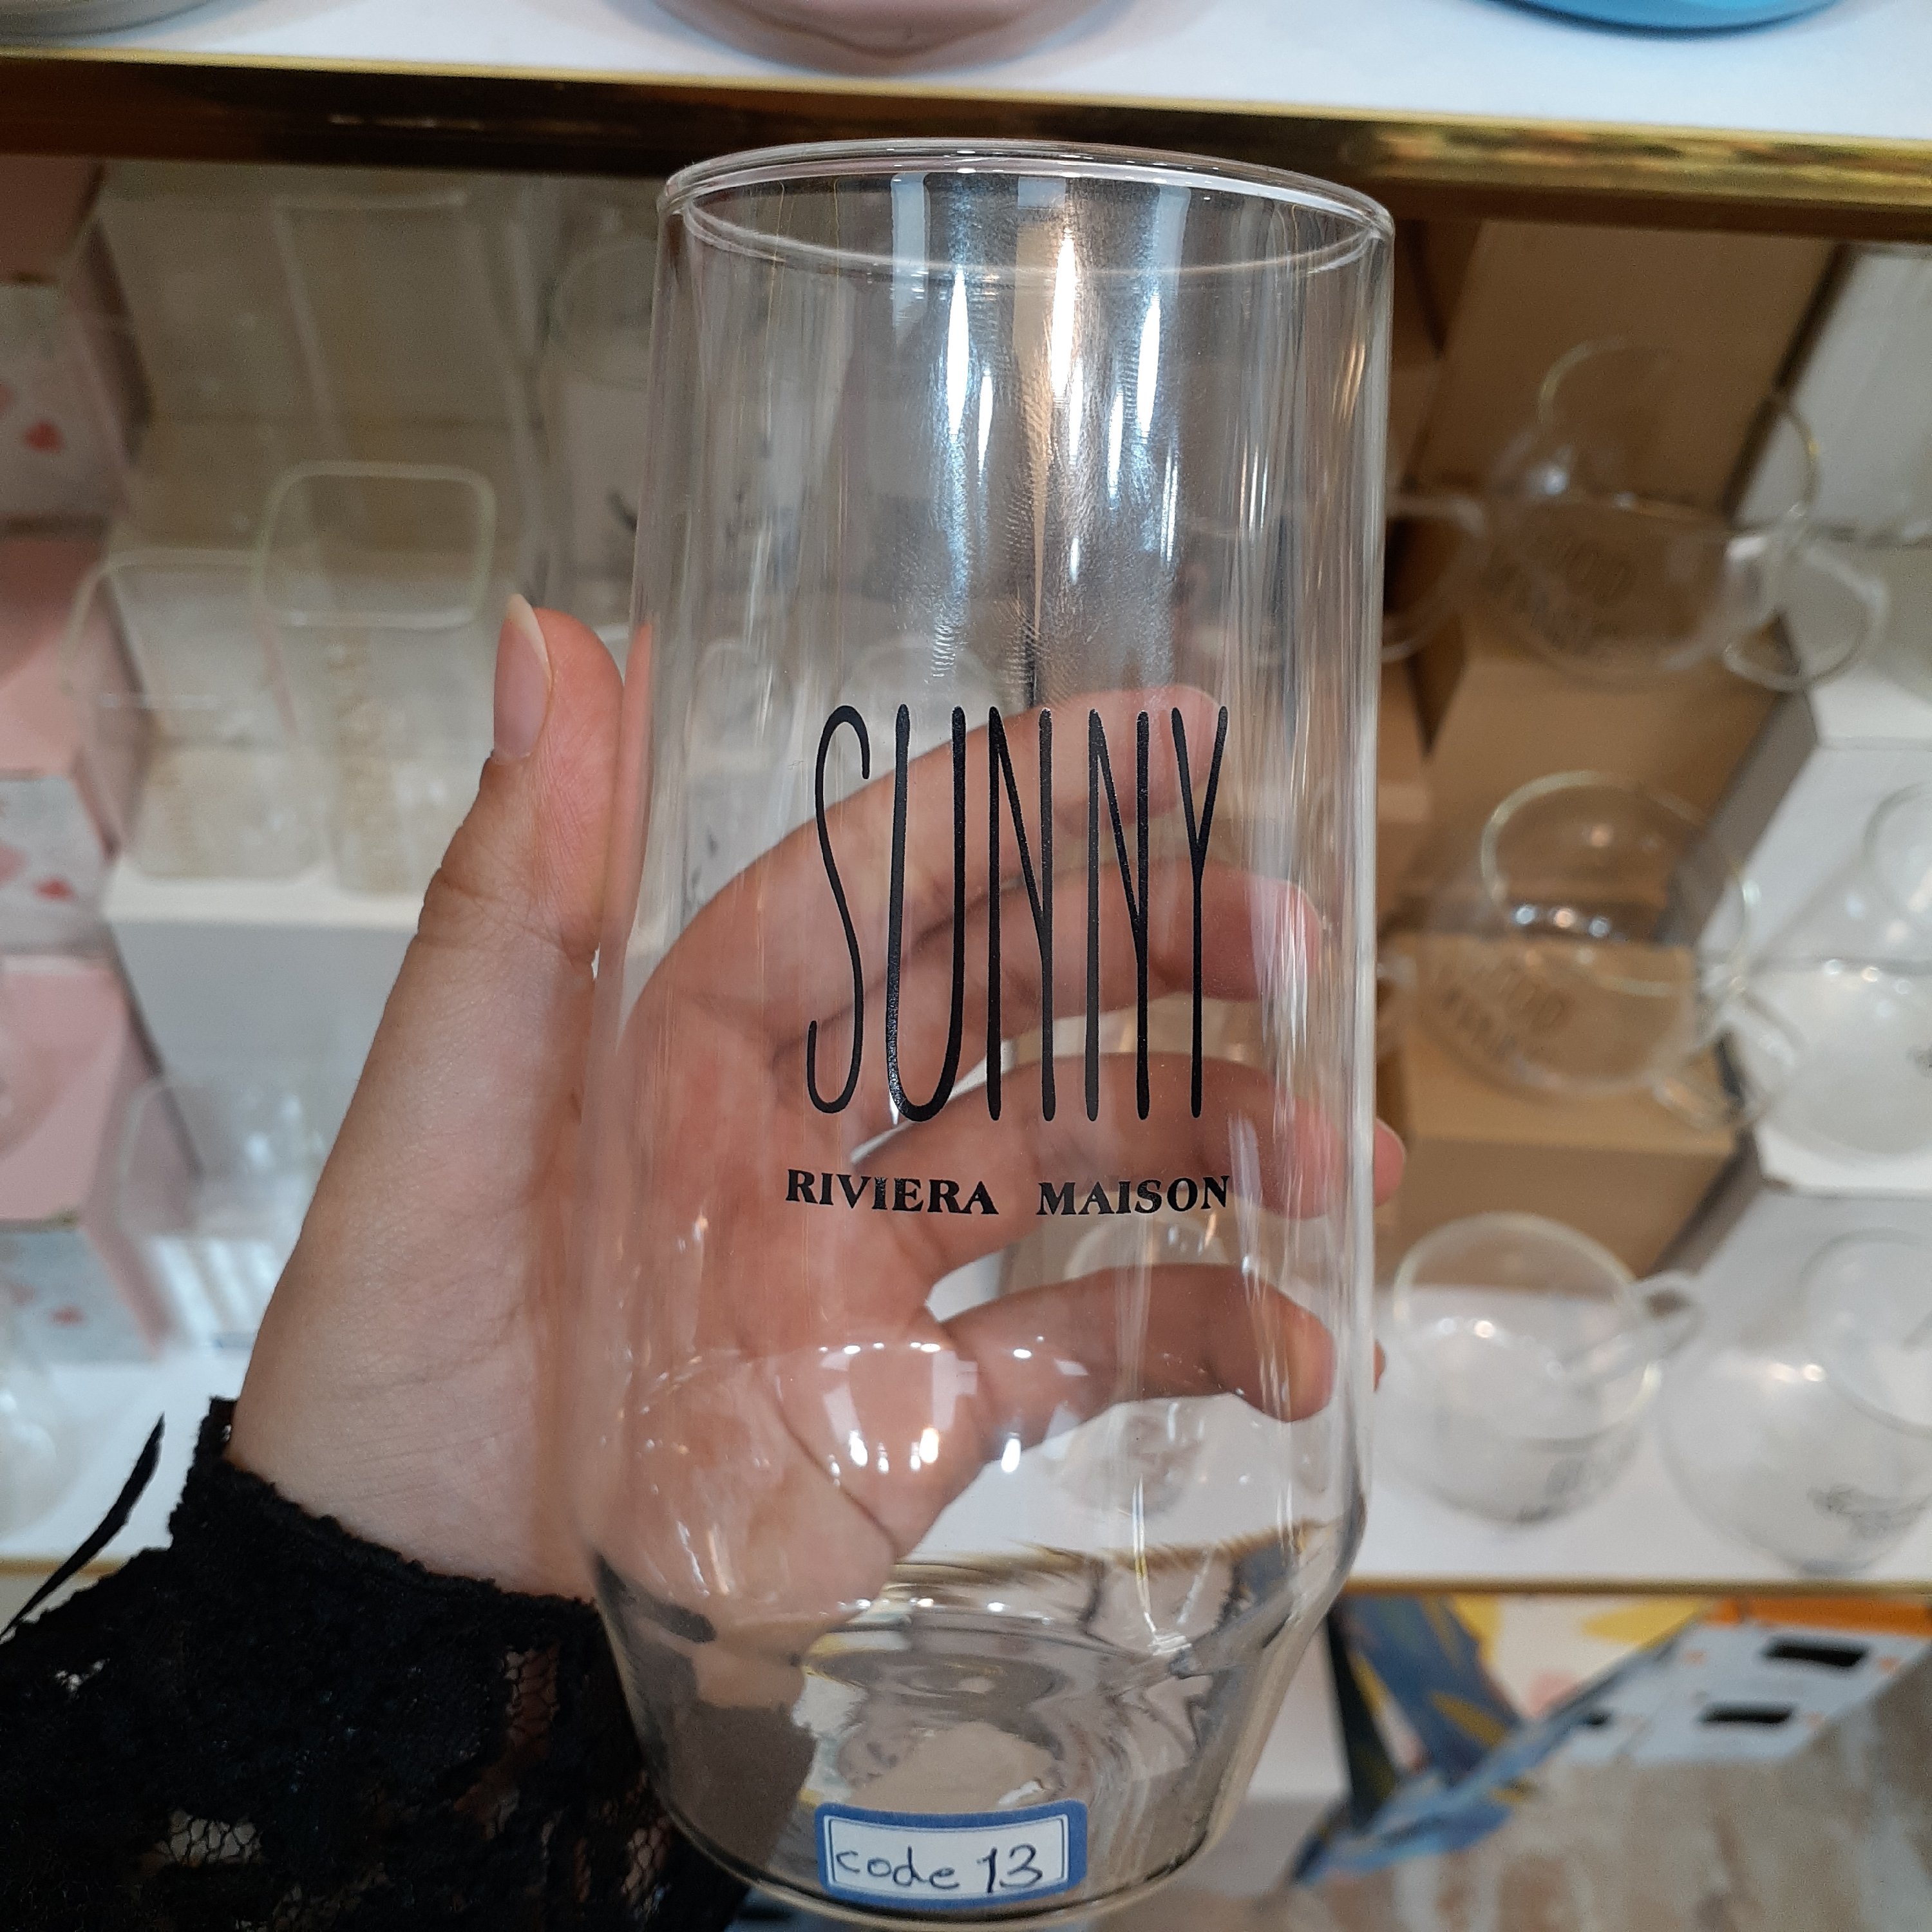 SUNNY
RIVIERA MAISON
code 13